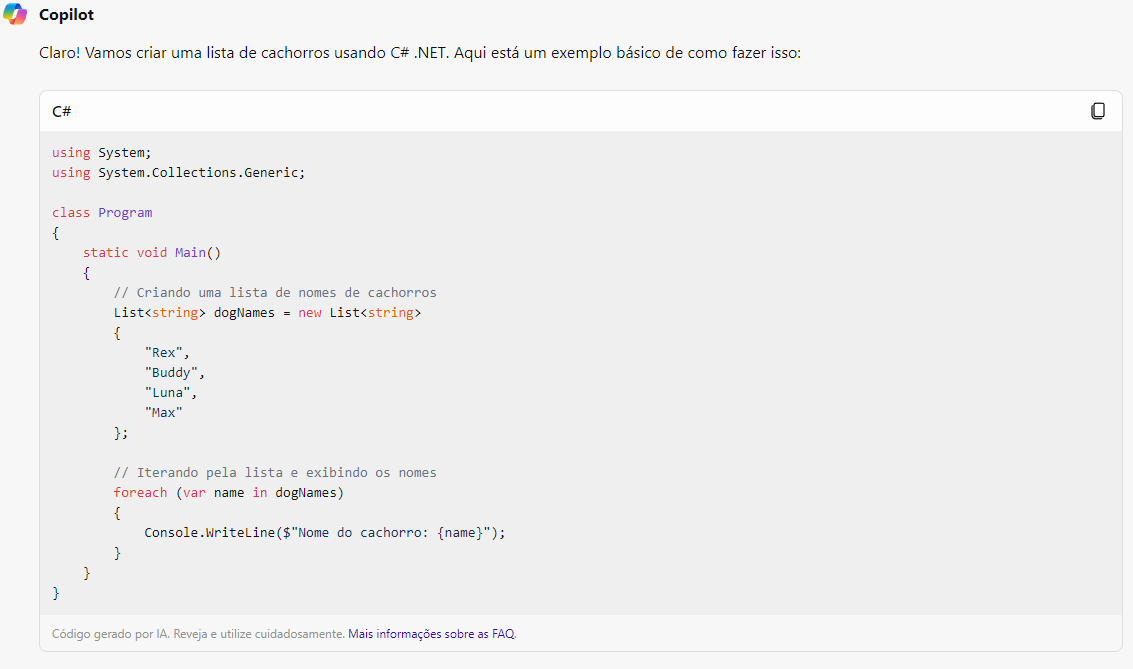 Copilot
Claro! Vamos criar uma lista de cachorros usando C# .NET. Aqui está um exemplo básico de como fazer isso:
C#
using System;
using System.Collections.Generic;

class Program
{
    static void Main()
    {
        // Criando uma lista de nomes de cachorros
        List<string> dogNames = new List<string>
        {
            "Rex",
            "Buddy",
            "Luna",
            "Max"
        };

        // Iterando pela lista e exibindo os nomes
        foreach (var name in dogNames)
        {
            Console.WriteLine($"Nome do cachorro: {name}");
        }
    }
}
Código gerado por IA. Reveja e utilize cuidadosamente. Mais informações sobre as FAQ.